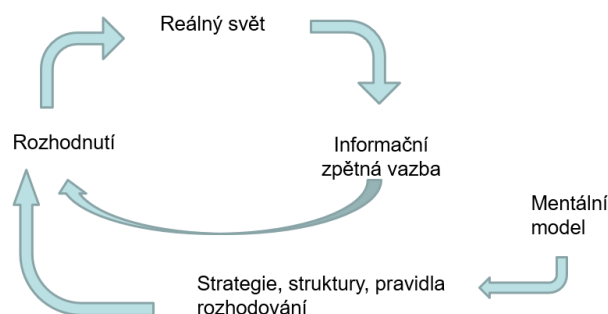 Reálný svět
Rozhodnutí
Informační
zpětná vazba
Mentální
model
Strategie, struktury, pravidla
rozhodování